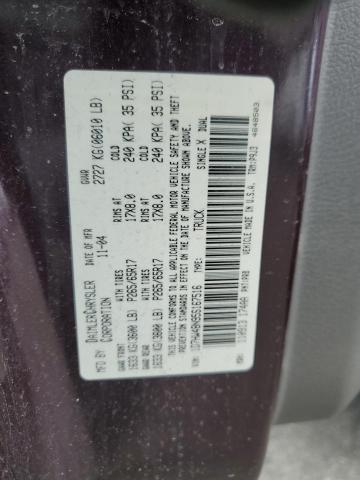 DAIMLERCHRYSLER CORPORATION
DATE OF MFR 11-04
GVWR 2727 KG(06010 LB)
GAWR FRONT WITH TIRES RIMS AT COLD
1633 KG(3600 LB) P265/65R17 17X8.0 240 KPA( 35 PSI)
GAWR REAR WITH TIRES RIMS AT COLD
1633 KG(3600 LB) P265/65R17 17X8.0 240 KPA( 35 PSI)
THIS VEHICLE CONFORMS TO ALL APPLICABLE FEDERAL MOTOR VEHICLE SAFETY AND THEFT
PREVENTION STANDARDS IN EFFECT ON THE DATE OF MANUFACTURE SHOWN ABOVE.
VIN: TYPE: TRUCK SINGLE X DUAL
VEHICLE MADE IN U.S.A.
4648503